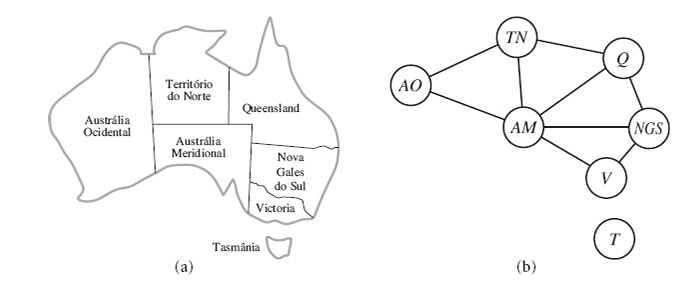 Território
do Norte
Queensland
Austrália
Ocidental
Austrália
Meridional
Nova
Gales
do Sul
Victoria
Tasmânia
(a)
TN
Q
AO
AM
NGS
V
T
(b)